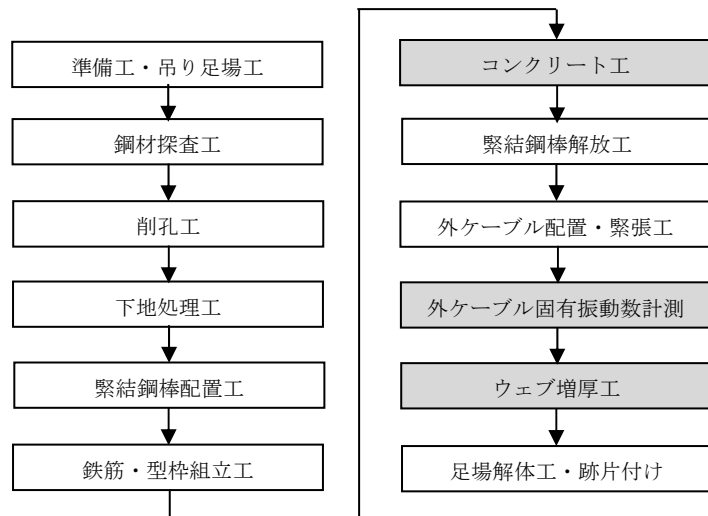 準備工・吊り足場工
鋼材探査工
削孔工
下地処理工
緊結鋼棒配置工
鉄筋・型枠組立工
コンクリート工
緊結鋼棒解放工
外ケーブル配置・緊張工
外ケーブル固有振動数計測
ウェブ増厚工
足場解体工・跡片付け